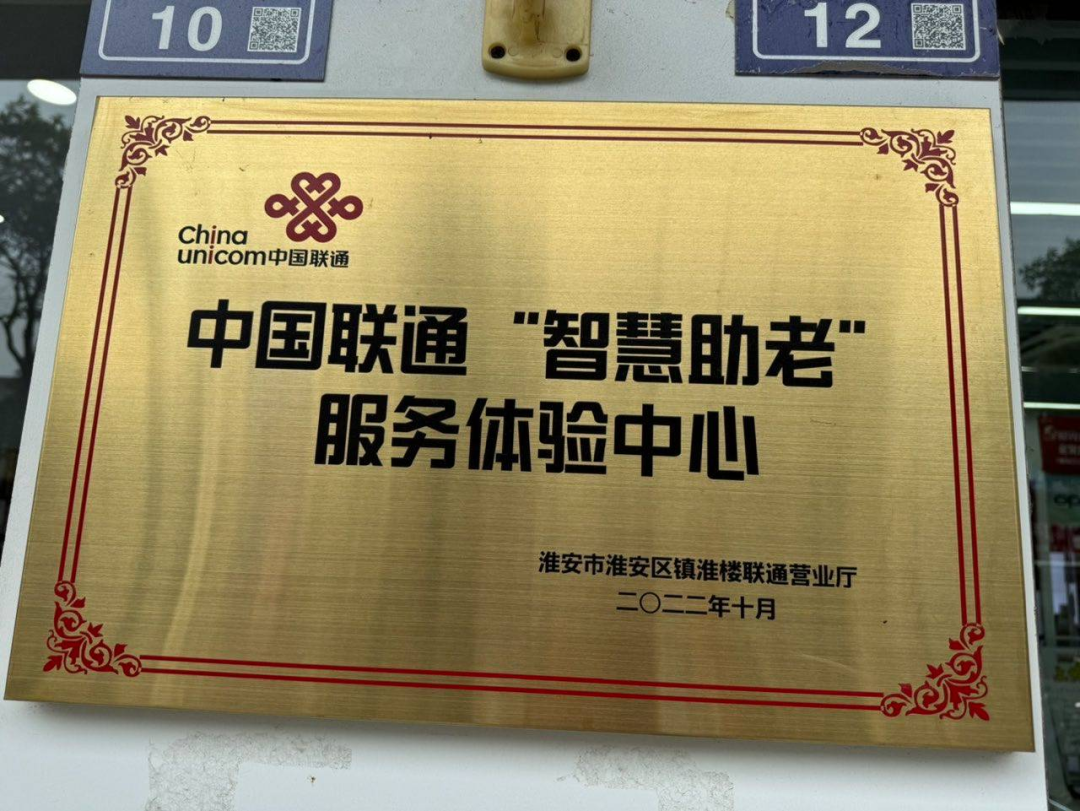 10
12
China
unicom中国联通
中国联通“智慧助老”
服务体验中心
淮安市淮安区镇淮楼联通营业厅
二〇二二年十月